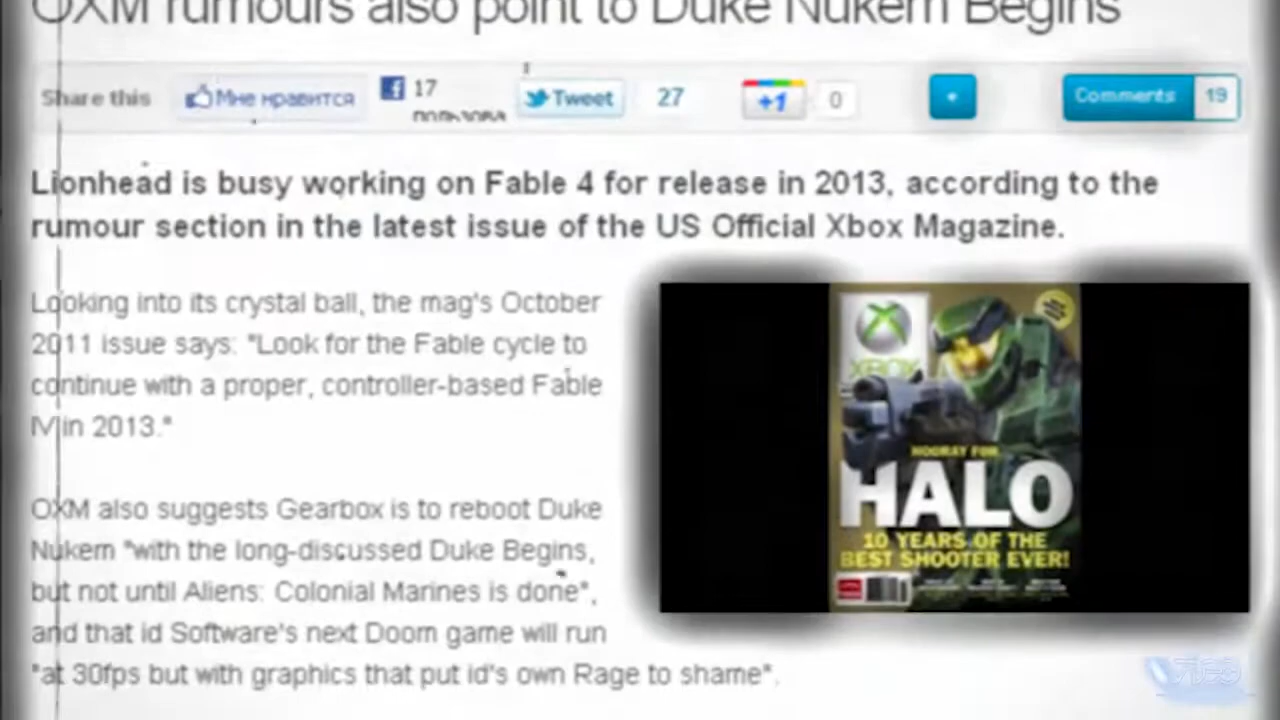 OXM rumours also point to Duke Nukem Begins
Share this
Мне нравится
17
Tweet
27
+1
0
+
Comments
19
Lionhead is busy working on Fable 4 for release in 2013, according to the
rumour section in the latest issue of the US Official Xbox Magazine.
Looking into its crystal ball, the mag's October
2011 issue says: "Look for the Fable cycle to
continue with a proper, controller-based Fable
IV in 2013."
OXM also suggests Gearbox is to reboot Duke
Nukem "with the long-discussed Duke Begins,
but not until Aliens: Colonial Marines is done",
and that id Software's next Doom game will run
"at 30fps but with graphics that put id's own Rage to shame".
XBOX
HOORAY FOR
HALO
10 YEARS OF THE
BEST SHOOTER EVER!